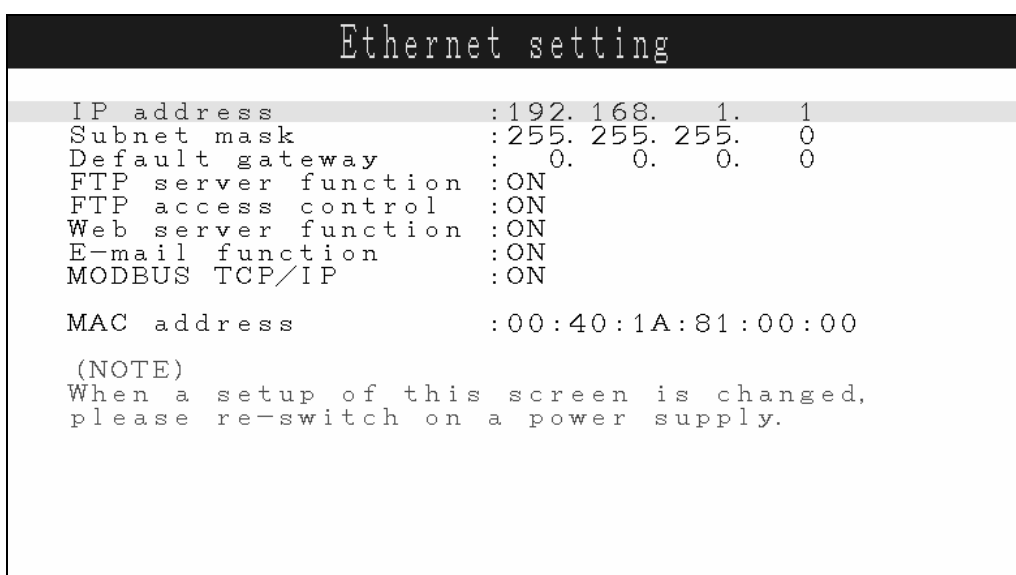 Ethernet setting
IP address :192.168. 1. 1
Subnet mask :255.255.255. 0
Default gateway : 0. 0. 0. 0
FTP server function :ON
FTP access control :ON
Web server function :ON
E-mail function :ON
MODBUS TCP/IP :ON
MAC address :00:40:1A:81:00:00
(NOTE)
When a setup of this screen is changed,
please re-switch on a power supply.